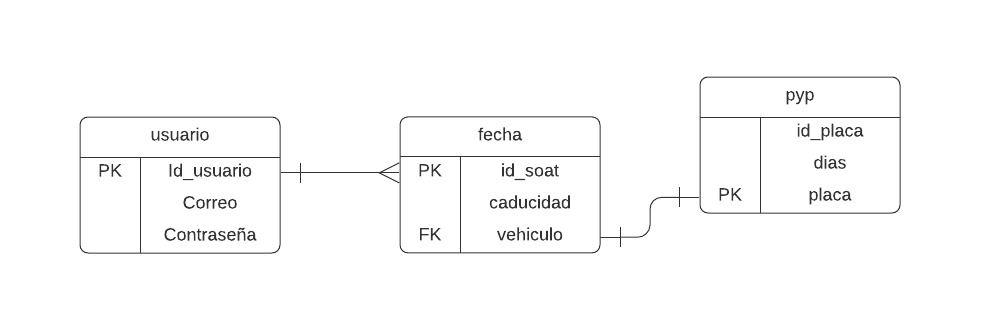 usuario
PK Id_usuario
Correo
Contraseña
fecha
PK id_soat
caducidad
FK vehiculo
pyp
id_placa
dias
PK placa